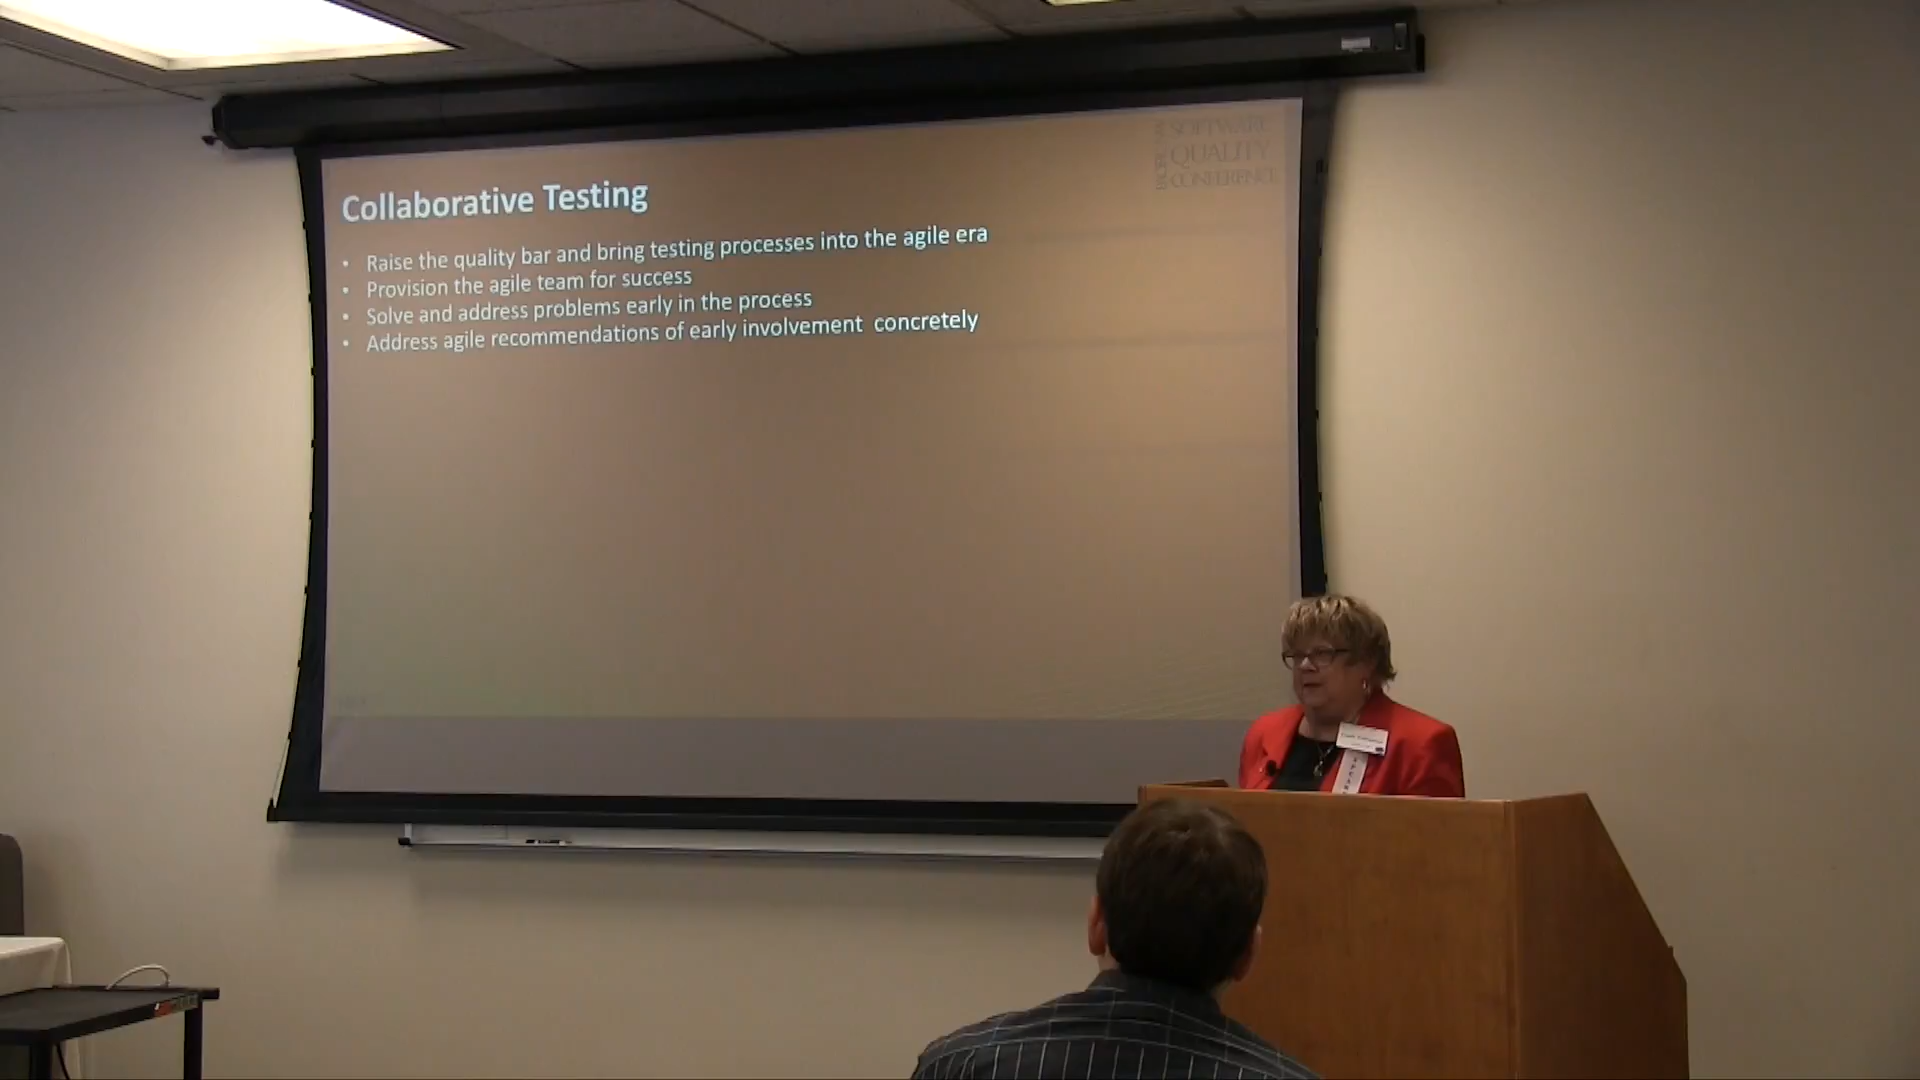 SOFTWARE
QUALITY
CONFERENCE
Collaborative Testing
• Raise the quality bar and bring testing processes into the agile era
• Provision the agile team for success
• Solve and address problems early in the process
• Address agile recommendations of early involvement concretely